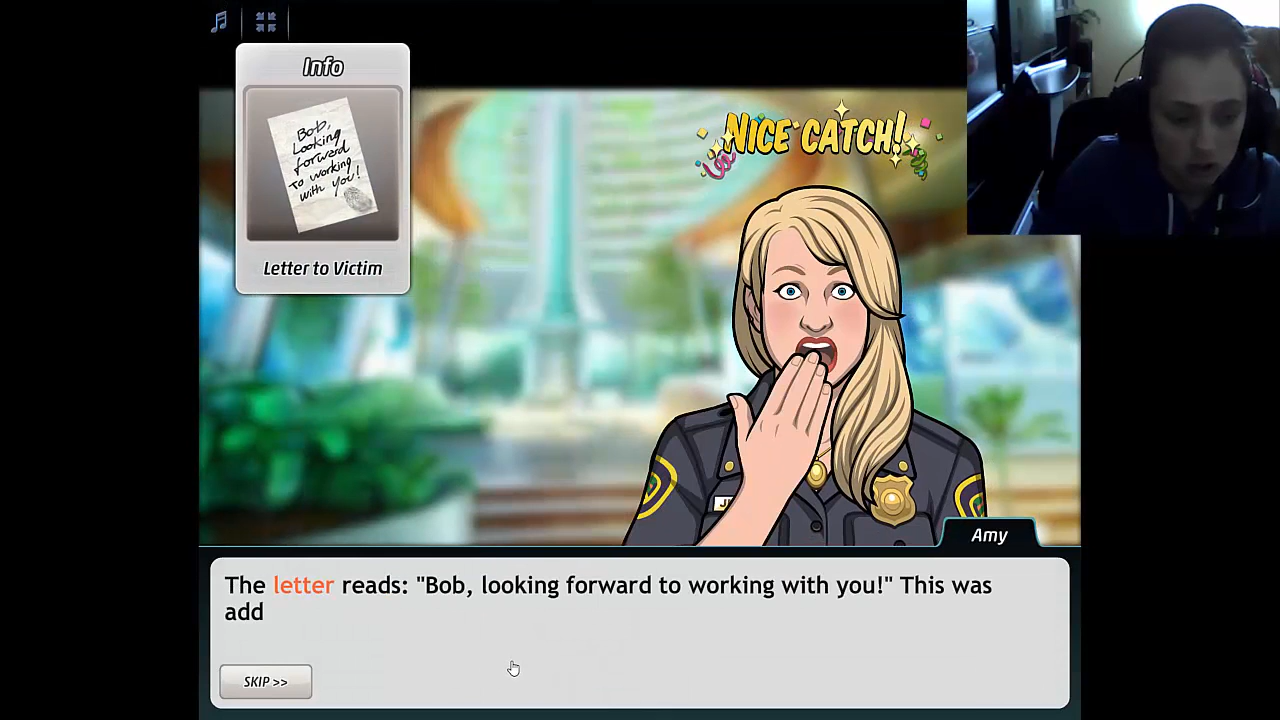 Info
Bob,
Looking
forward
To working
with you!
Letter to Victim
NICE CATCH!
Amy
The letter reads: "Bob, looking forward to working with you!" This was
add
SKIP >>